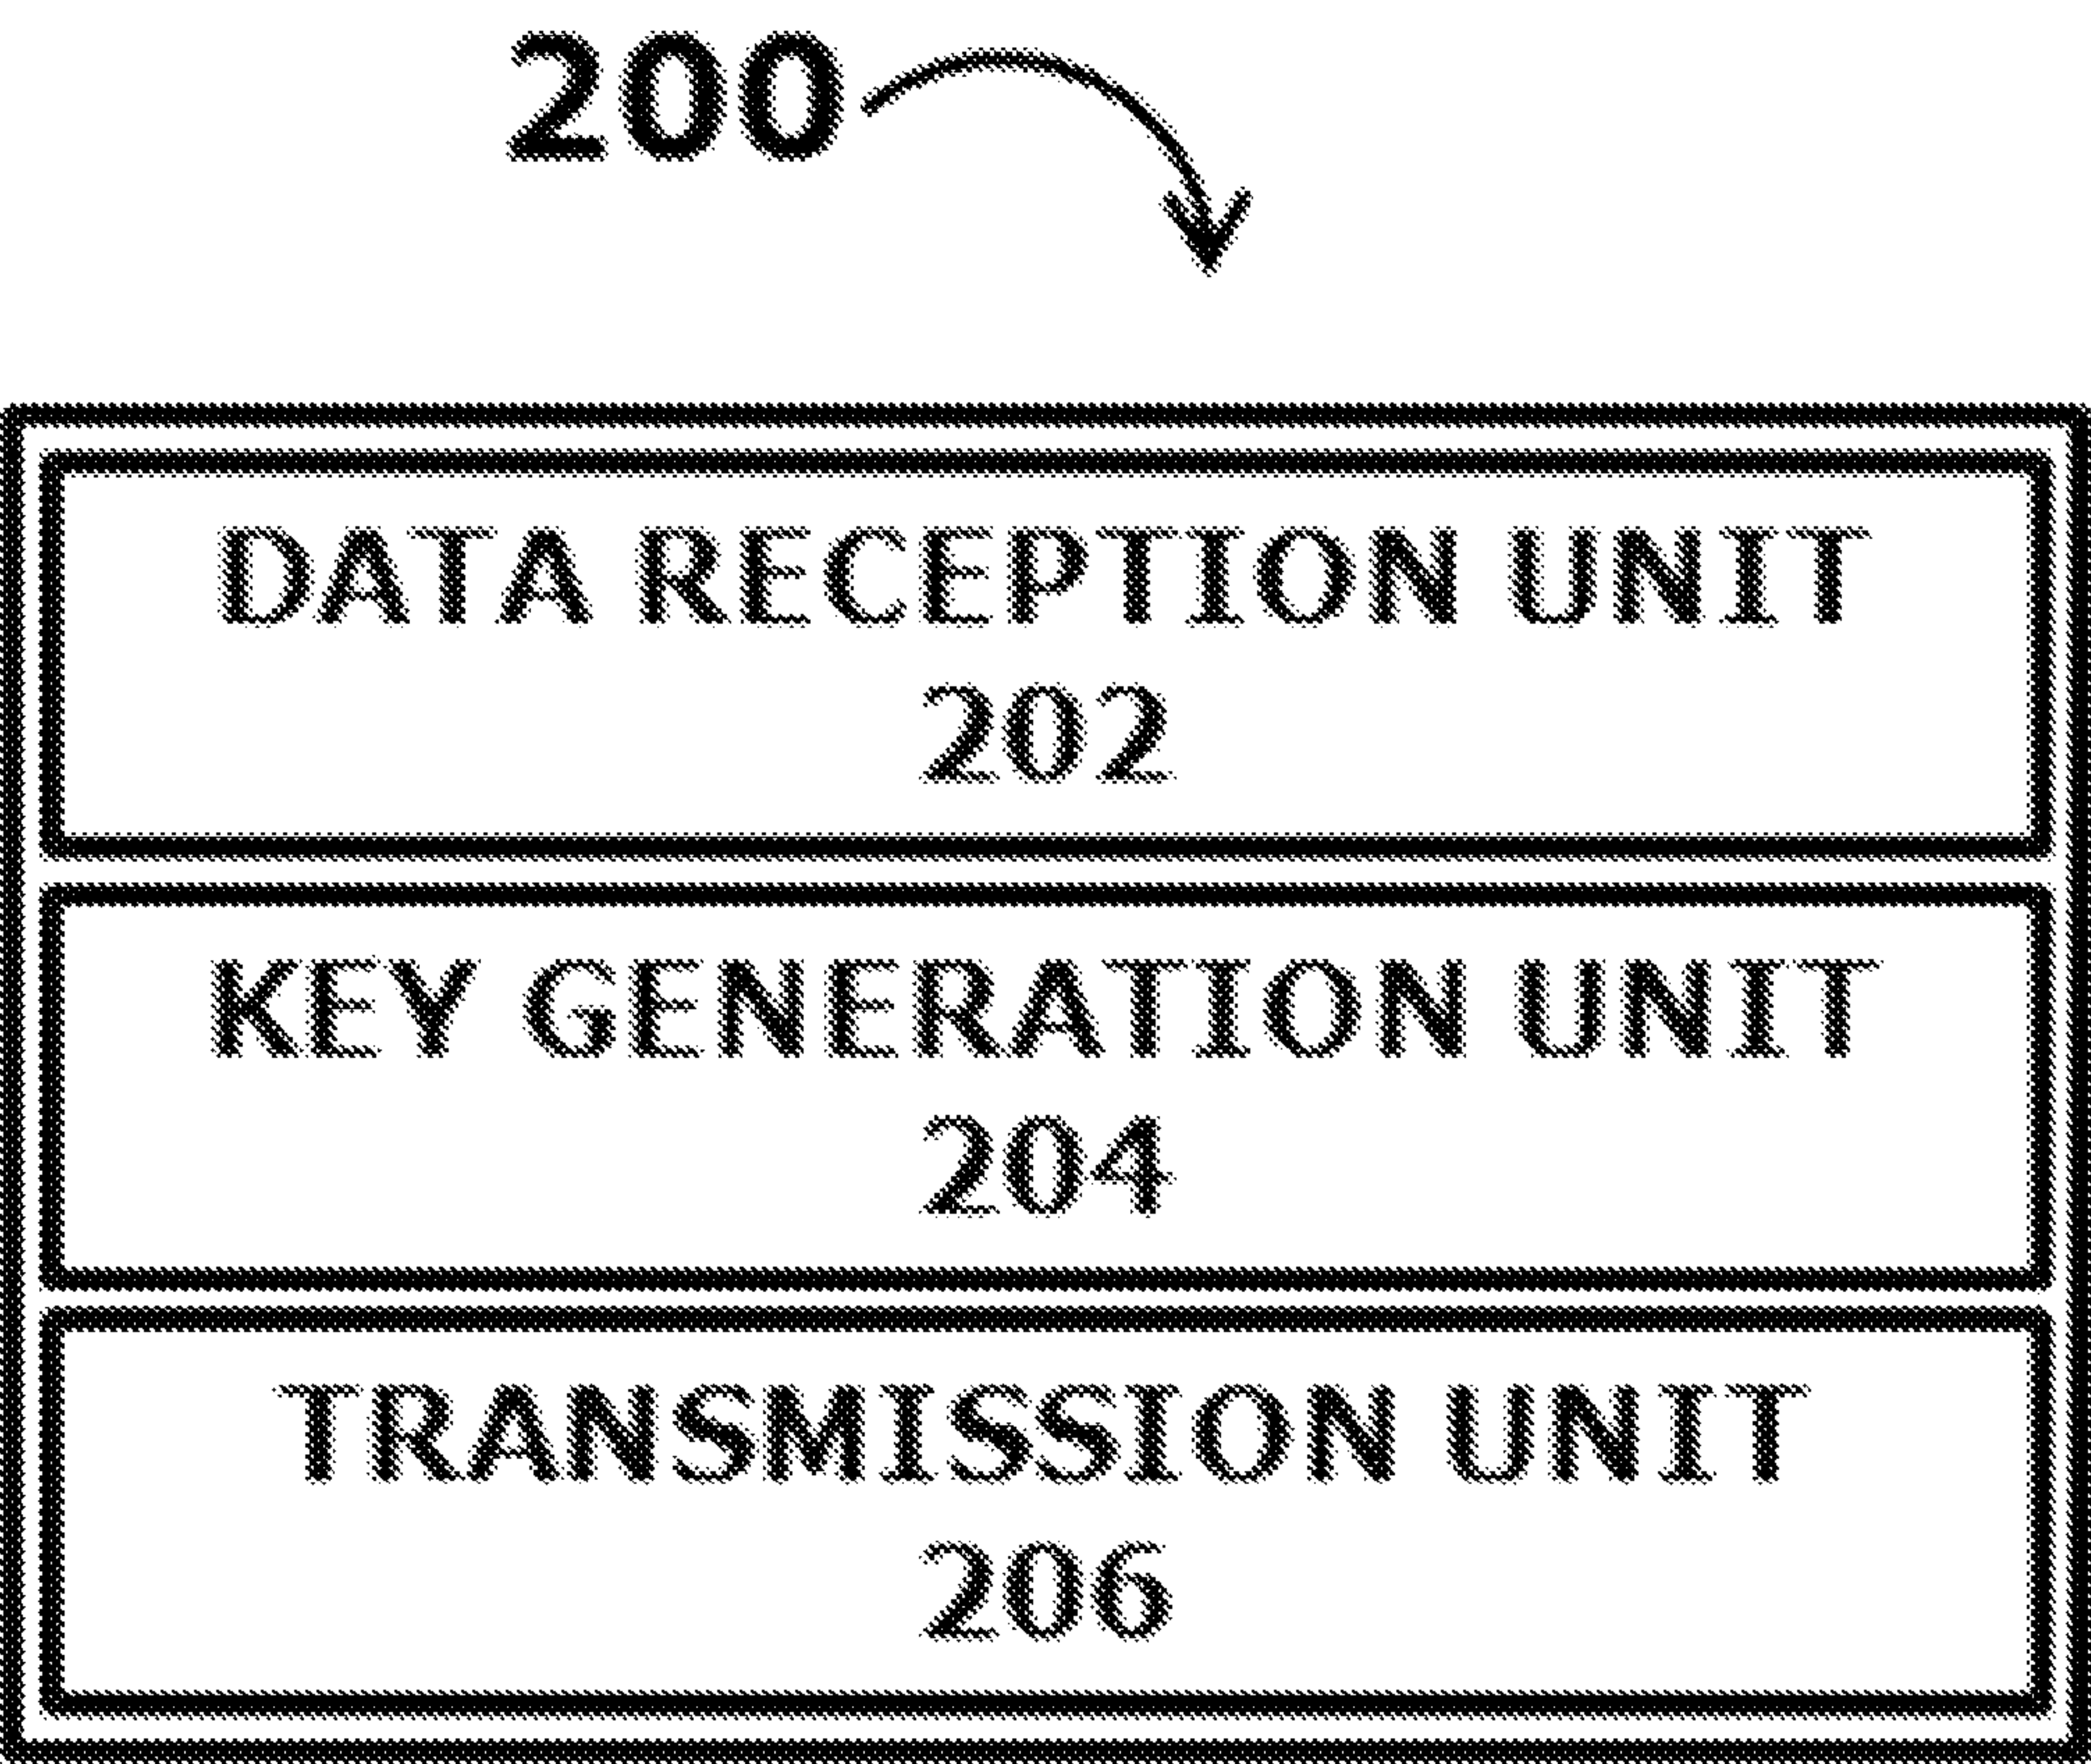 200
DATA RECEPTION UNIT
202
KEY GENERATION UNIT
204
TRANSMISSION UNIT
206